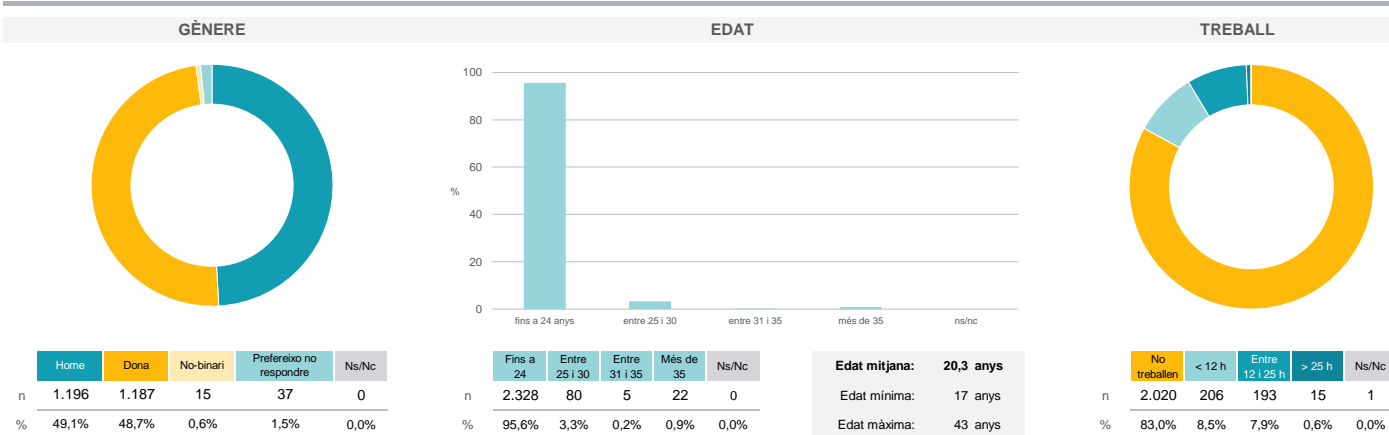 GÈNERE
EDAT
TREBALL
100
80
60
40
20
0
%
fins a 24 anys entre 25 i 30 entre 31 i 35 més de 35 ns/nc
Home Dona No-binari Prefereixo no respondre Ns/Nc
n 1.196 1.187 15 37 0
% 49,1% 48,7% 0,6% 1,5% 0,0%
Fins a 24 Entre 25 i 30 Entre 31 i 35 Més de 35 Ns/Nc
n 2.328 80 5 22 0
% 95,6% 3,3% 0,2% 0,9% 0,0%
Edat mitjana: 20,3 anys
Edat mínima: 17 anys
Edat màxima: 43 anys
No treballen < 12 h Entre 12 i 25 h > 25 h Ns/Nc
n 2.020 206 193 15 1
% 83,0% 8,5% 7,9% 0,6% 0,0%